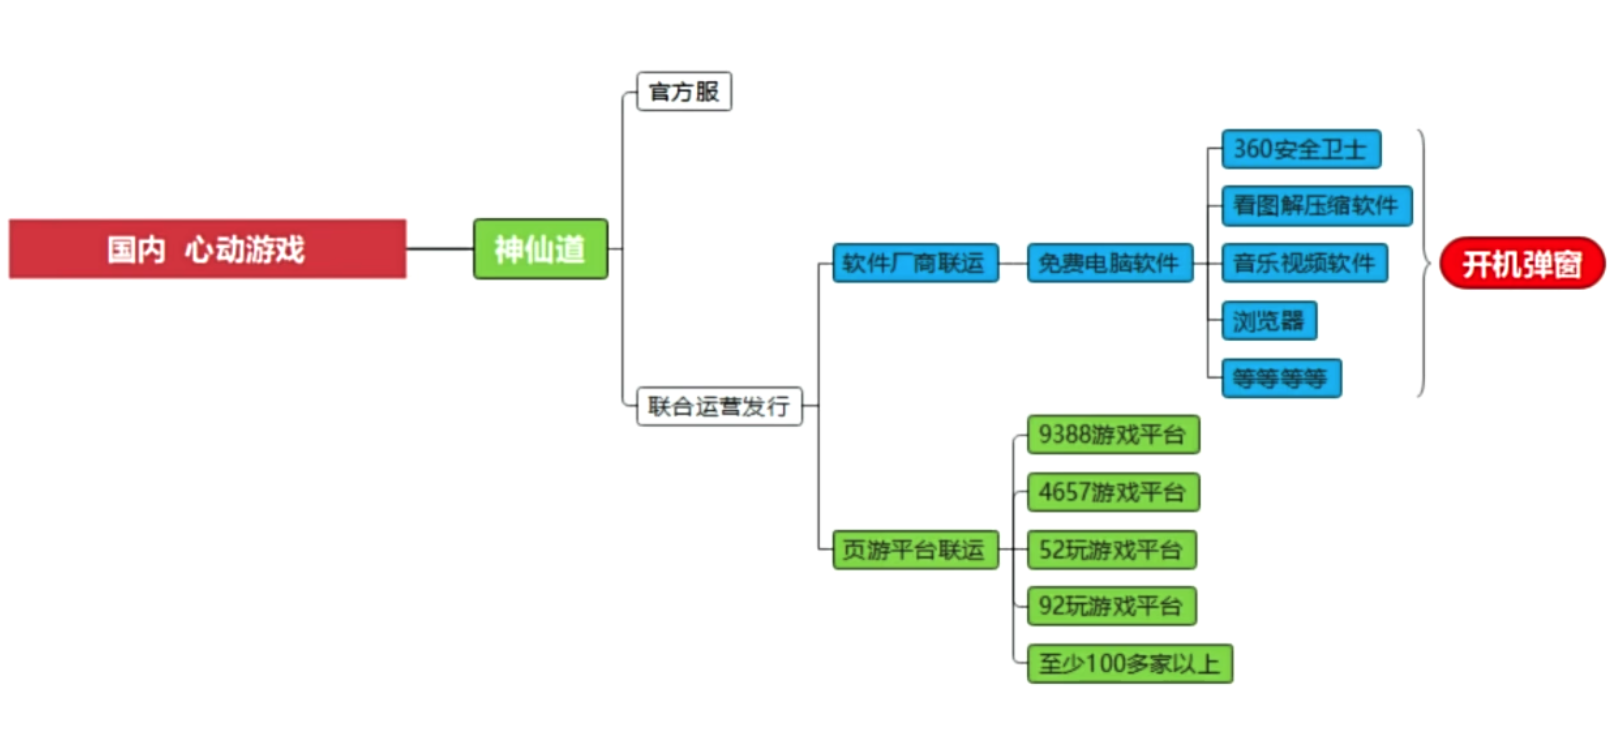 国内 心动游戏
神仙道
官方服
联合运营发行
软件厂商联运
免费电脑软件
360安全卫士
看图解压缩软件
音乐视频软件
浏览器
等等等等
开机弹窗
页游平台联运
9388游戏平台
4657游戏平台
52玩游戏平台
92玩游戏平台
至少100多家以上